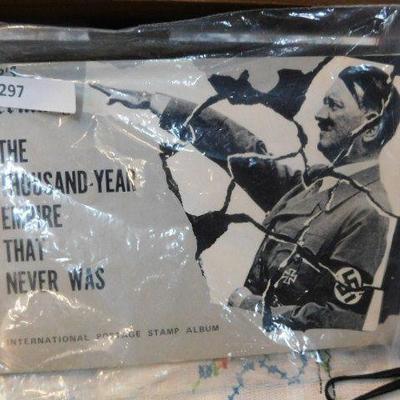 297
THE
THOUSAND-YEAR
EMPIRE
THAT
NEVER WAS
INTERNATIONAL POSTAGE STAMP ALBUM